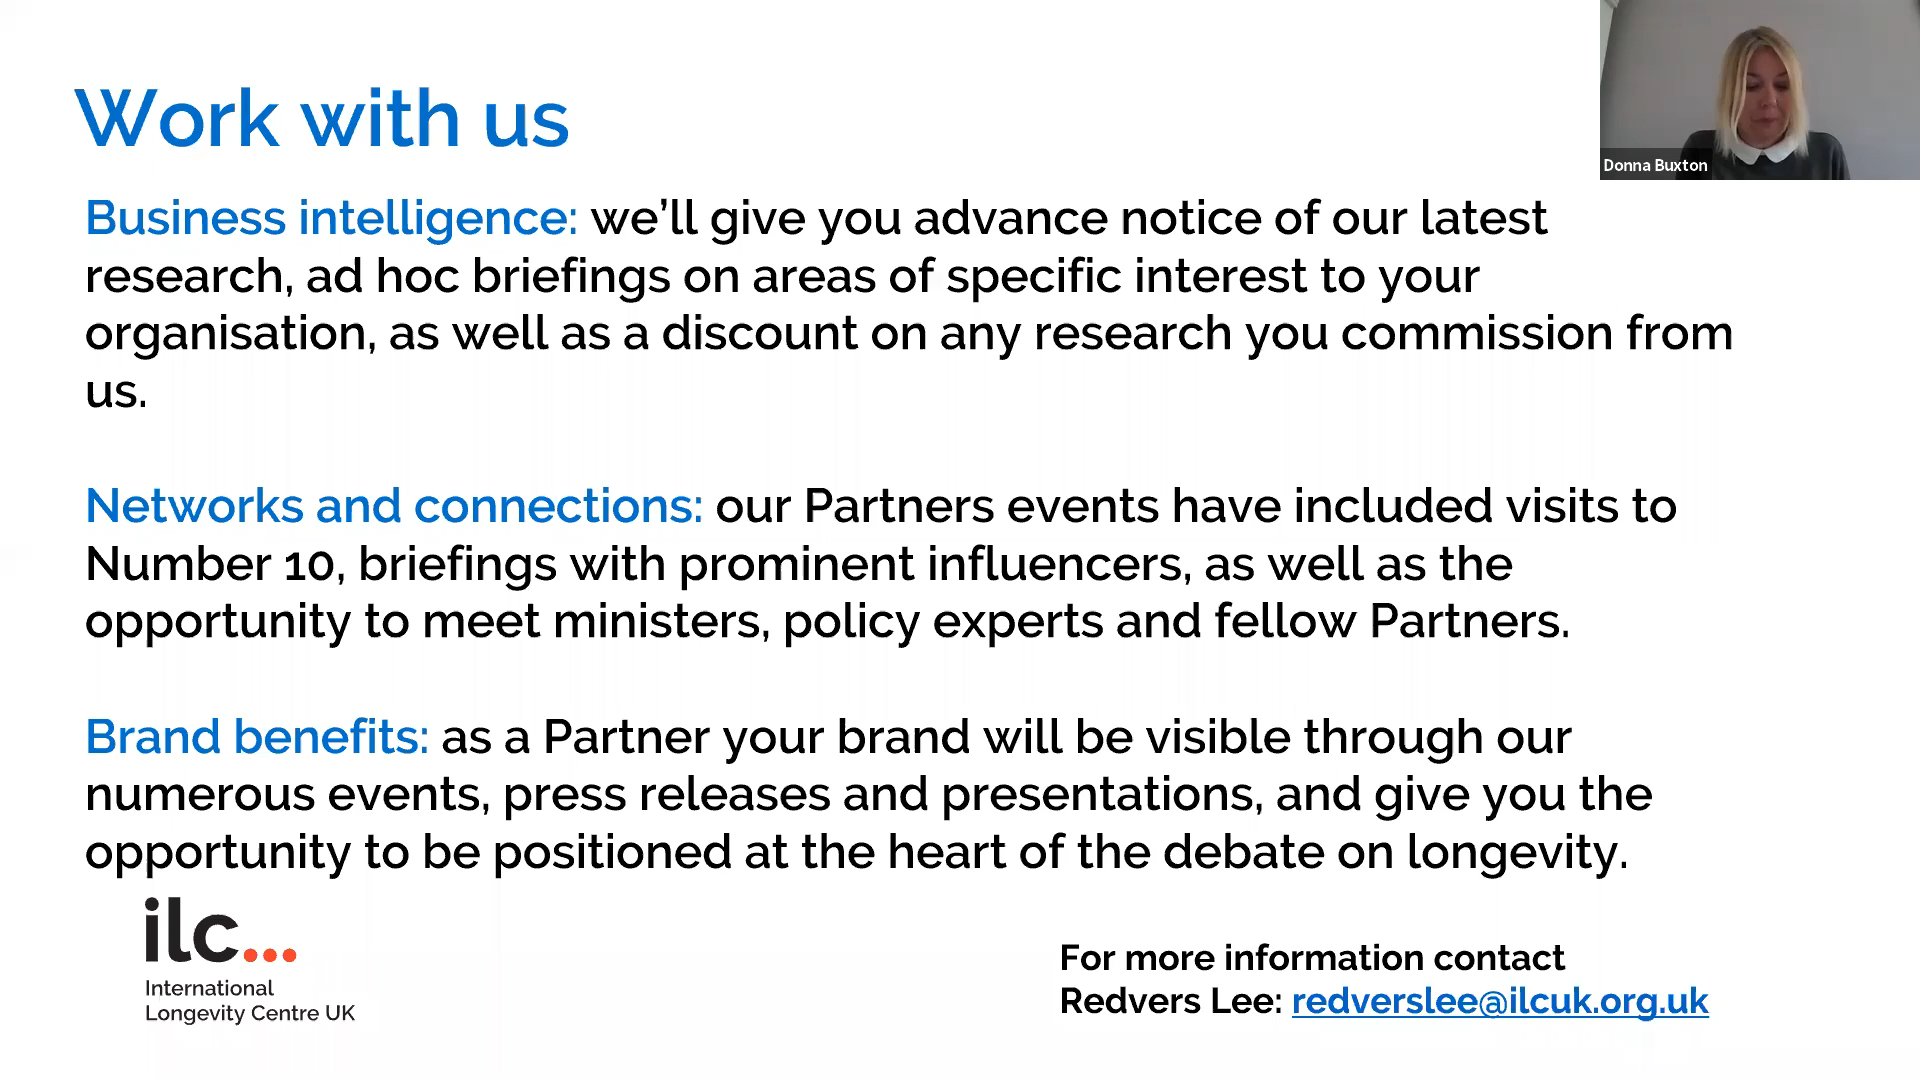 Work with us
Donna Buxton
Business intelligence: we’ll give you advance notice of our latest
research, ad hoc briefings on areas of specific interest to your
organisation, as well as a discount on any research you commission from
us.
Networks and connections: our Partners events have included visits to
Number 10, briefings with prominent influencers, as well as the
opportunity to meet ministers, policy experts and fellow Partners.
Brand benefits: as a Partner your brand will be visible through our
numerous events, press releases and presentations, and give you the
opportunity to be positioned at the heart of the debate on longevity.
ilc...
International
Longevity Centre UK
For more information contact
Redvers Lee: redverslee@ilcuk.org.uk